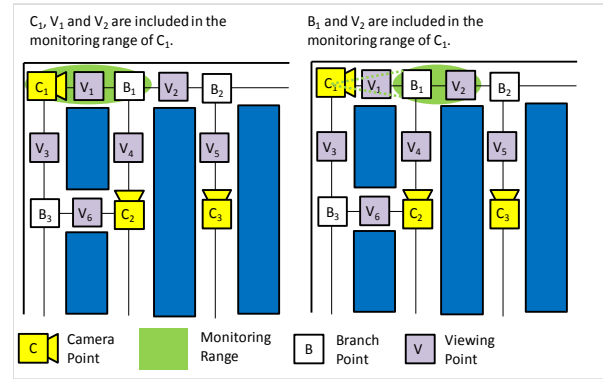 C1, V1 and V2 are included in the
monitoring range of C1.
C1 V1 B1 V2 B2
V3 V4 V5
B3 V6 C2 C3
B1 and V2 are included in the
monitoring range of C1.
C1 V1 B1 V2 B2
V3 V4 V5
B3 V6 C2 C3
C Camera
Point
Monitoring
Range
B Branch
Point
V Viewing
Point